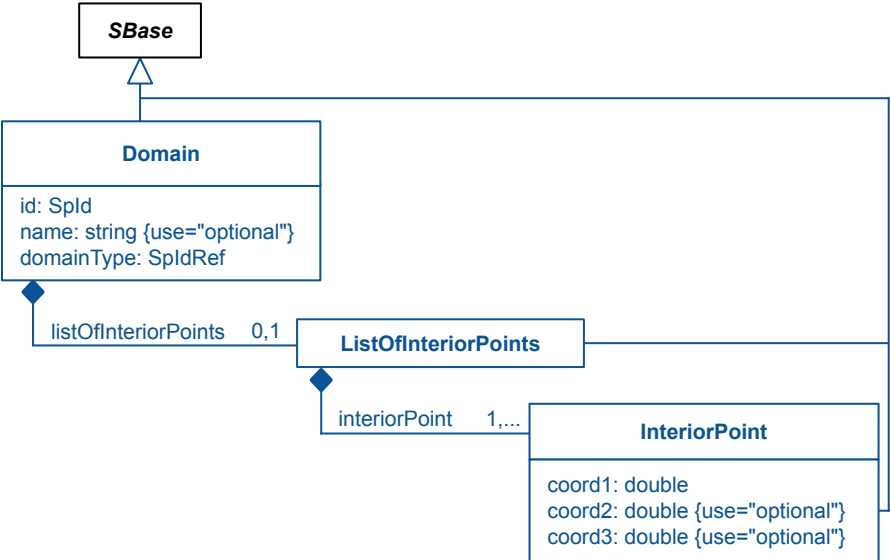 SBase
Domain
id: SpId
name: string {use="optional"}
domainType: SpIdRef
listOfInteriorPoints 0,1
ListOfInteriorPoints
interiorPoint 1,...
InteriorPoint
coord1: double
coord2: double {use="optional"}
coord3: double {use="optional"}